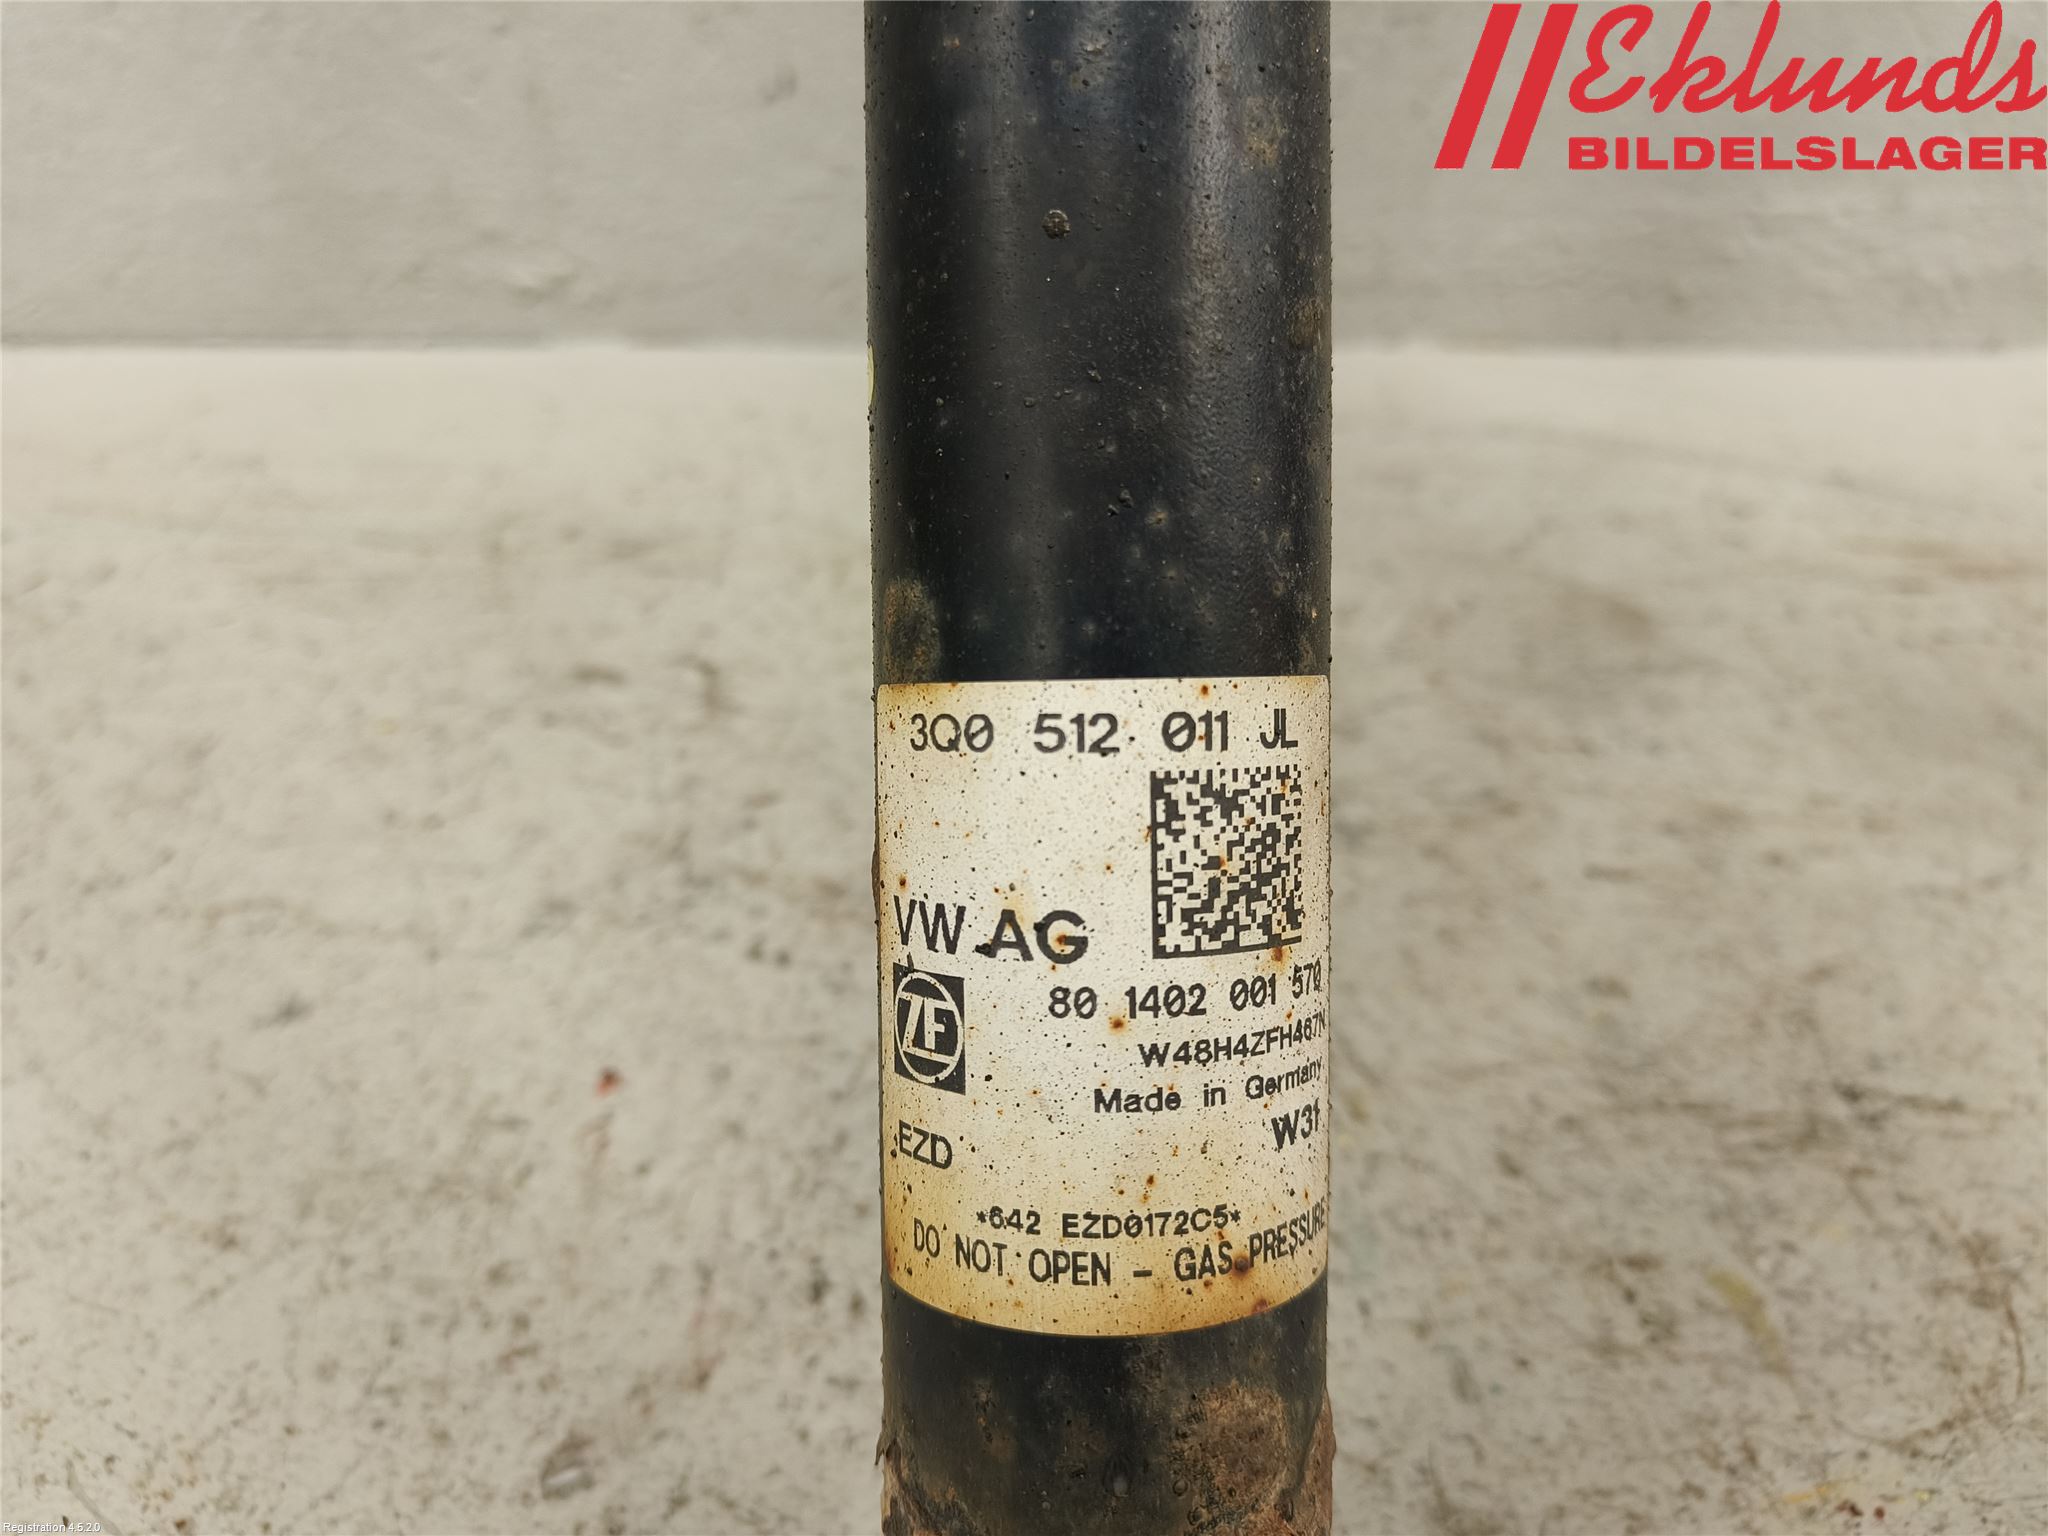 Eklunds
BILDELSLAGER
3Q0 512 011 JL
VW AG
ZF
80 1402 001 570
W48H4ZFH467N
Made in Germany
W31
EZD
*642 EZD0172C5*
DO NOT OPEN - GAS PRESSURE
Registration 4.5.2.0